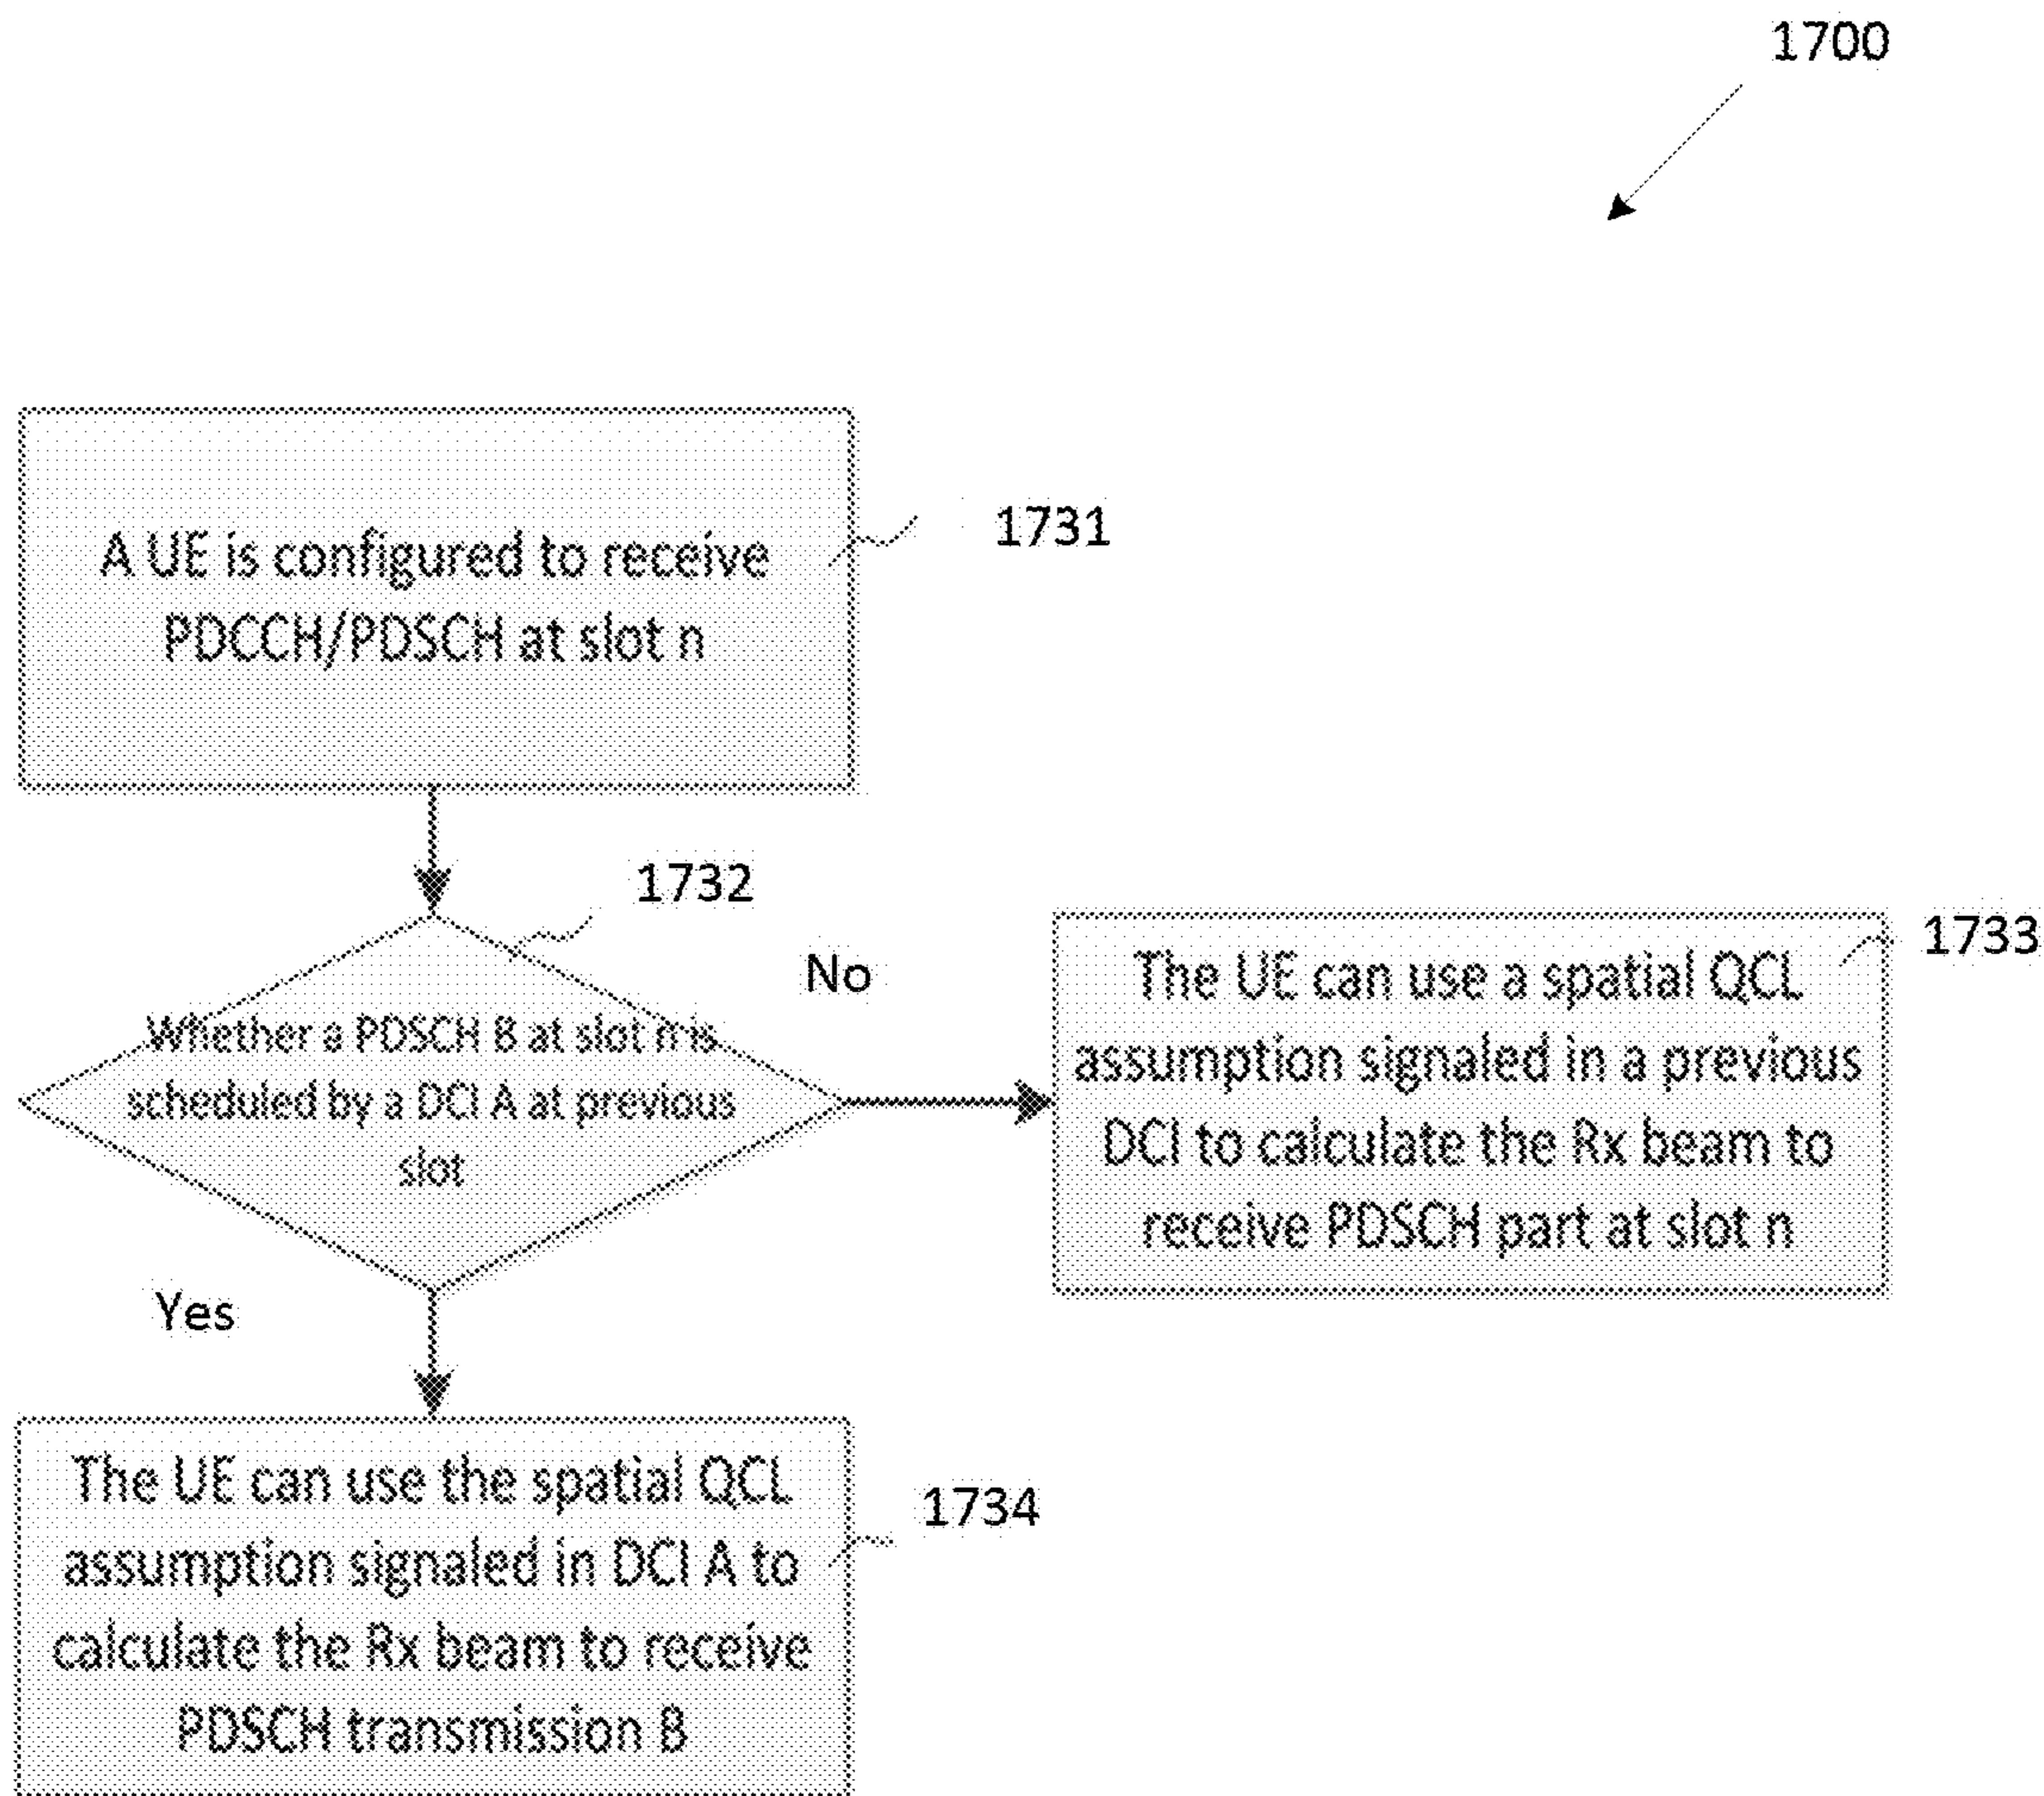 1700
A UE is configured to receive
PDCCH/PDSCH at slot n
1731
1732
Whether a PDSCH B at slot n is
scheduled by a DCI A at previous
slot
No
The UE can use a spatial QCL
assumption signaled in a previous
DCI to calculate the Rx beam to
receive PDSCH part at slot n
1733
Yes
The UE can use the spatial QCL
assumption signaled in DCI A to
calculate the Rx beam to receive
PDSCH transmission B
1734